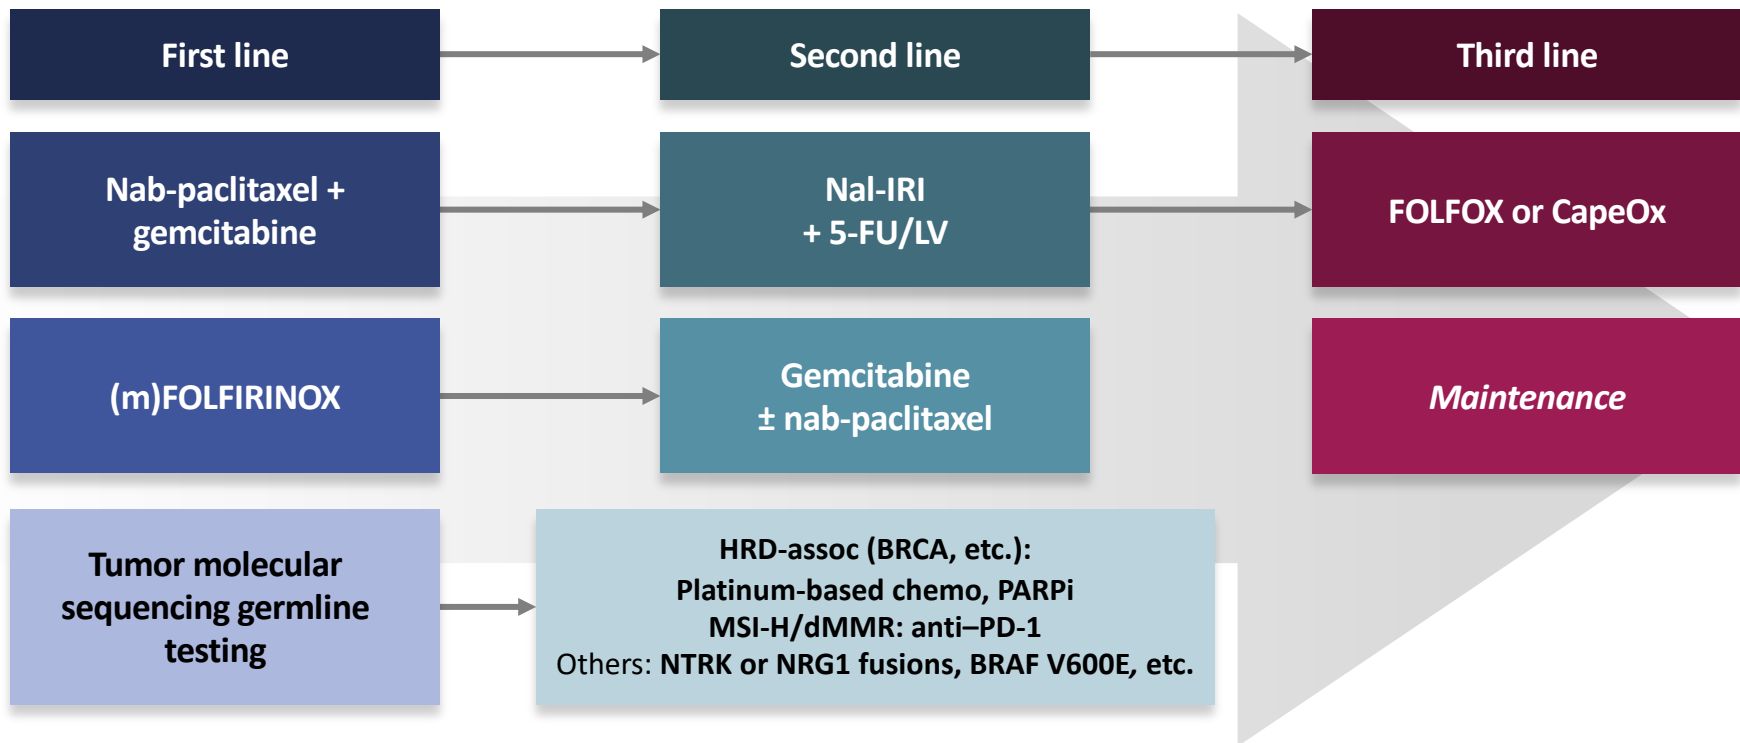 First line
Second line
Third line
Nab-paclitaxel +
gemcitabine
Nal-IRI
+ 5-FU/LV
FOLFOX or CapeOx
(m)FOLFIRINOX
Gemcitabine
± nab-paclitaxel
Maintenance
Tumor molecular
sequencing germline
testing
HRD-assoc (BRCA, etc.):
Platinum-based chemo, PARPi
MSI-H/dMMR: anti–PD-1
Others: NTRK or NRG1 fusions, BRAF V600E, etc.